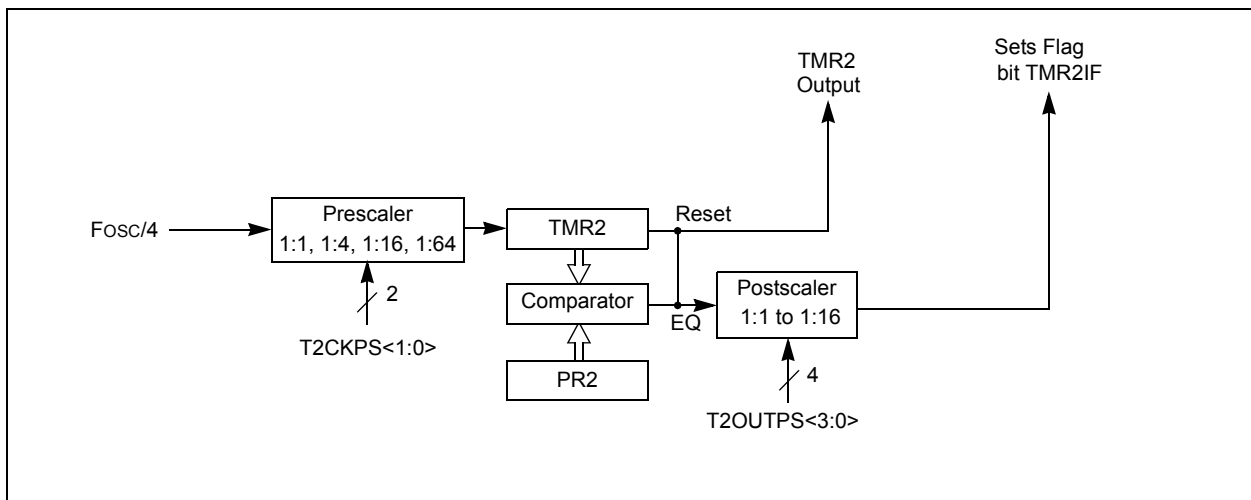 TMR2
Output
Sets Flag
bit TMR2IF
Fosc/4
Prescaler
1:1, 1:4, 1:16, 1:64
2
T2CKPS<1:0>
TMR2
Reset
Comparator
EQ
PR2
Postscaler
1:1 to 1:16
4
T2OUTPS<3:0>